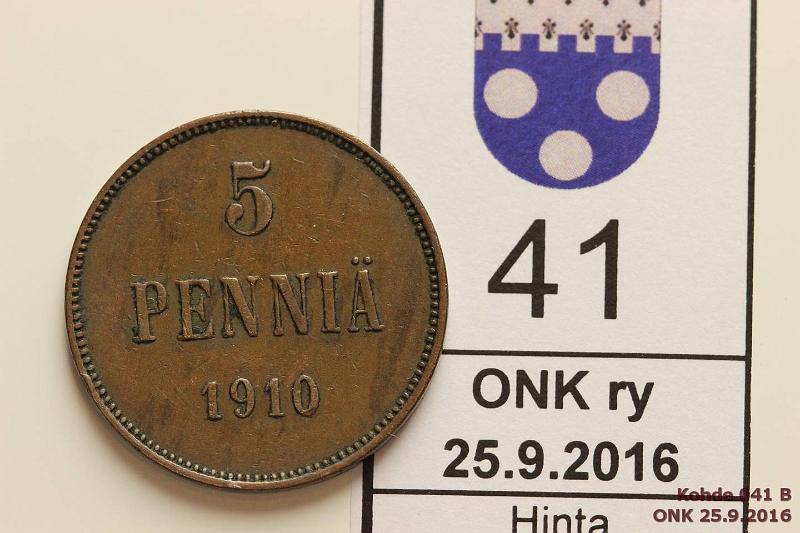 5
PENNIÄ
1910
41
ONK ry
25.9.2016
Hinta
Kohde 041 B
ONK 25.9.2016